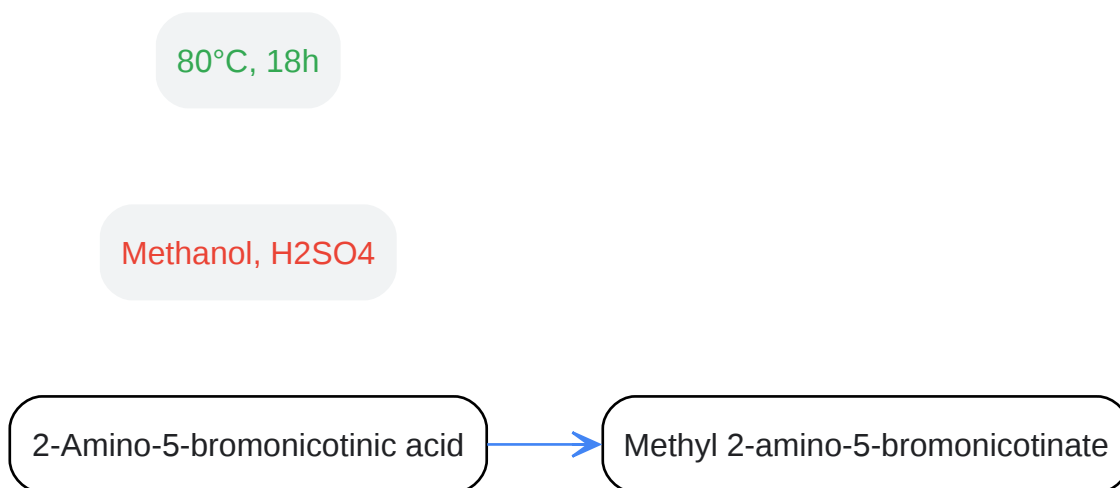 80°C, 18h
Methanol, H2SO4
2-Amino-5-bromonicotinic acid
Methyl 2-amino-5-bromonicotinate